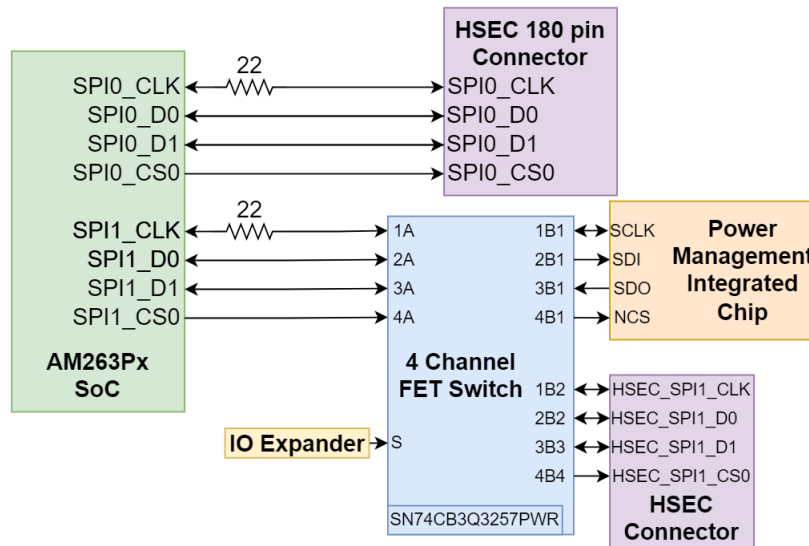 HSEC 180 pin
Connector
22
SPI0_CLK
SPI0_CLK
SPI0_D0
SPI0_D0
SPI0_D1
SPI0_D1
SPI0_CS0
SPI0_CS0
22
SPI1_CLK
1A
1B1
SCLK
SPI1_D0
2A
2B1
SDI
SPI1_D1
3A
3B1
SDO
SPI1_CS0
4A
4B1
NCS
Power
Management
Integrated
Chip
AM263Px
SoC
4 Channel
FET Switch
1B2
HSEC_SPI1_CLK
2B2
HSEC_SPI1_D0
IO Expander
S
3B3
HSEC_SPI1_D1
4B4
HSEC_SPI1_CS0
HSEC
Connector
SN74CB3Q3257PWR